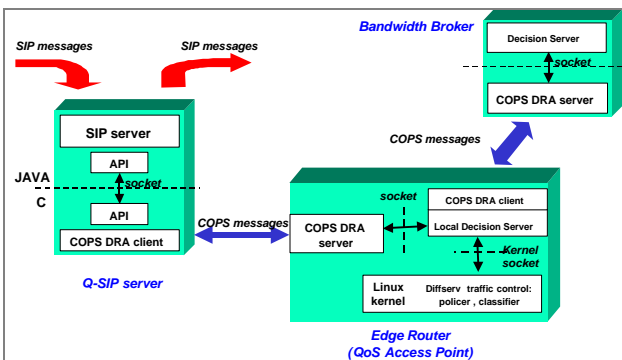 SIP messages
SIP messages
Bandwidth Broker
Decision Server
socket
COPS DRA server
SIP server
API
JAVA
socket
C
API
COPS DRA client
Q-SIP server
COPS messages
COPS messages
COPS DRA
server
socket
COPS DRA client
Local Decision Server
Kernel
socket
Linux
kernel
Diffserv traffic control:
policer , classifier
Edge Router
(QoS Access Point)